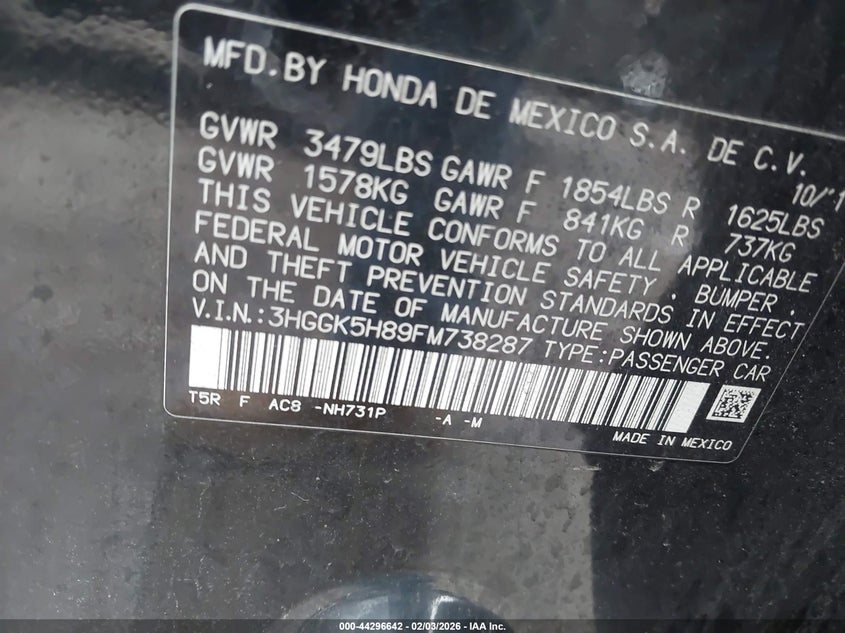 MFD.BY HONDA DE MEXICO S.A. DE C.V.
10/'1
GVWR 3479LBS GAWR F 1854LBS R 1625LBS
GVWR 1578KG GAWR F 841KG R 737KG
THIS VEHICLE CONFORMS TO ALL APPLICABLE
FEDERAL MOTOR VEHICLE SAFETY , BUMPER ,
AND THEFT PREVENTION STANDARDS IN EFFECT
ON THE DATE OF MANUFACTURE SHOWN ABOVE.
V.I.N.:3HGGK5H89FM738287 TYPE:PASSENGER CAR
T5R F AC8 -NH731P -A -M
MADE IN MEXICO
000-44296642 - 02/03/2026 - IAA Inc.